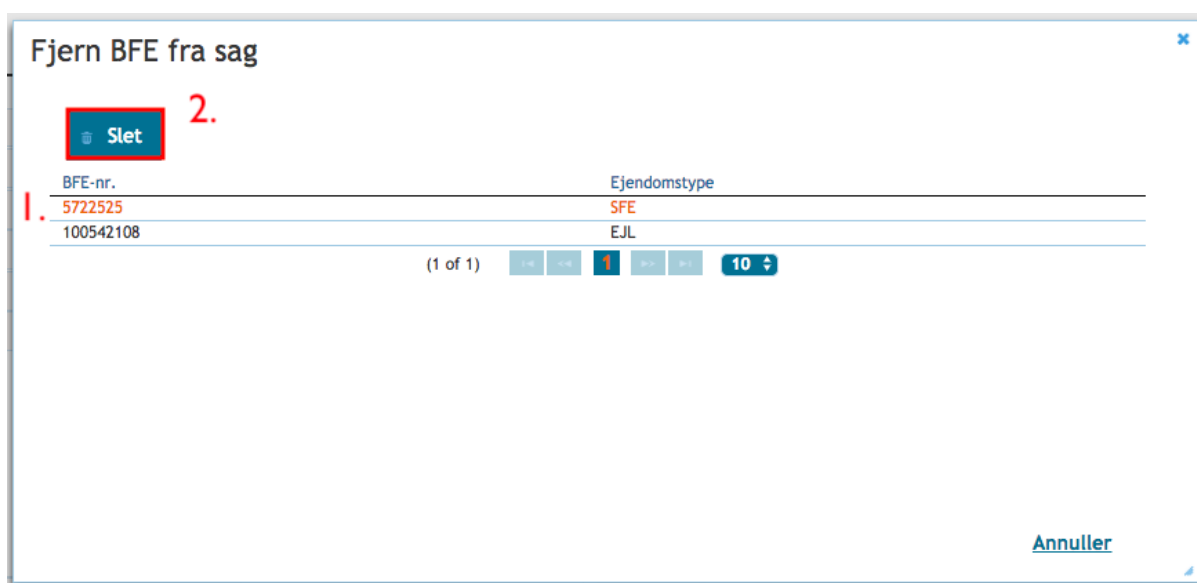 Fjern BFE fra sag
2.
Slet
BFE-nr. Ejendomstype
1.
5722525 SFE
100542108 EJL
(1 of 1) 1 10
Annuller